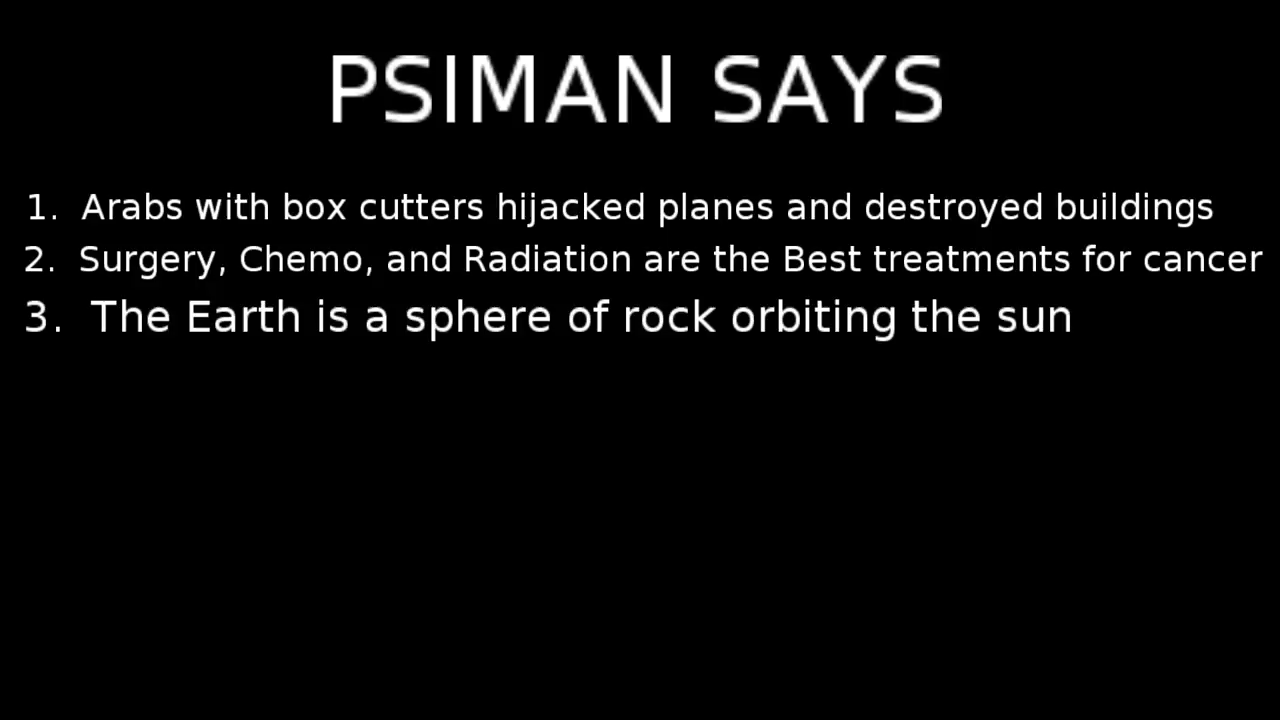 PSIMAN SAYS
1. Arabs with box cutters hijacked planes and destroyed buildings
2. Surgery, Chemo, and Radiation are the Best treatments for cancer
3. The Earth is a sphere of rock orbiting the sun